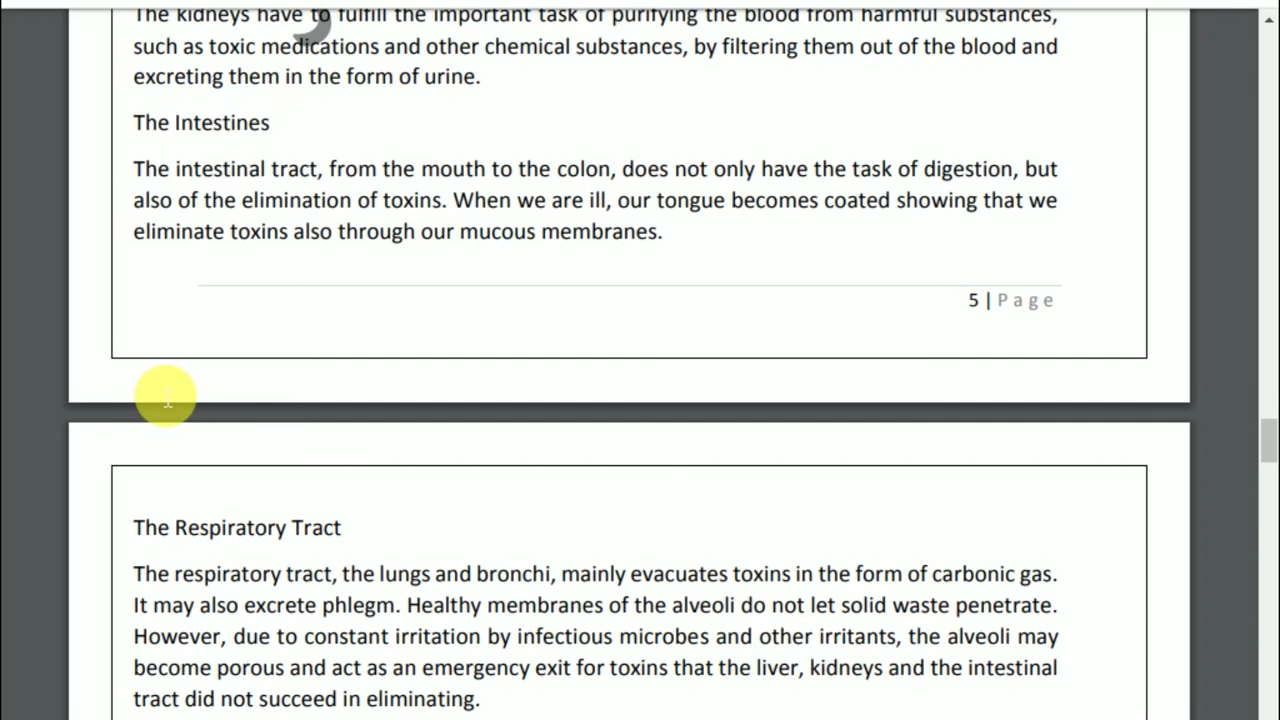 The kidneys have to fulfill the important task of purifying the blood from harmful substances,
such as toxic medications and other chemical substances, by filtering them out of the blood and
excreting them in the form of urine.
The Intestines
The intestinal tract, from the mouth to the colon, does not only have the task of digestion, but
also of the elimination of toxins. When we are ill, our tongue becomes coated showing that we
eliminate toxins also through our mucous membranes.
5 | Page
The Respiratory Tract
The respiratory tract, the lungs and bronchi, mainly evacuates toxins in the form of carbonic gas.
It may also excrete phlegm. Healthy membranes of the alveoli do not let solid waste penetrate.
However, due to constant irritation by infectious microbes and other irritants, the alveoli may
become porous and act as an emergency exit for toxins that the liver, kidneys and the intestinal
tract did not succeed in eliminating.